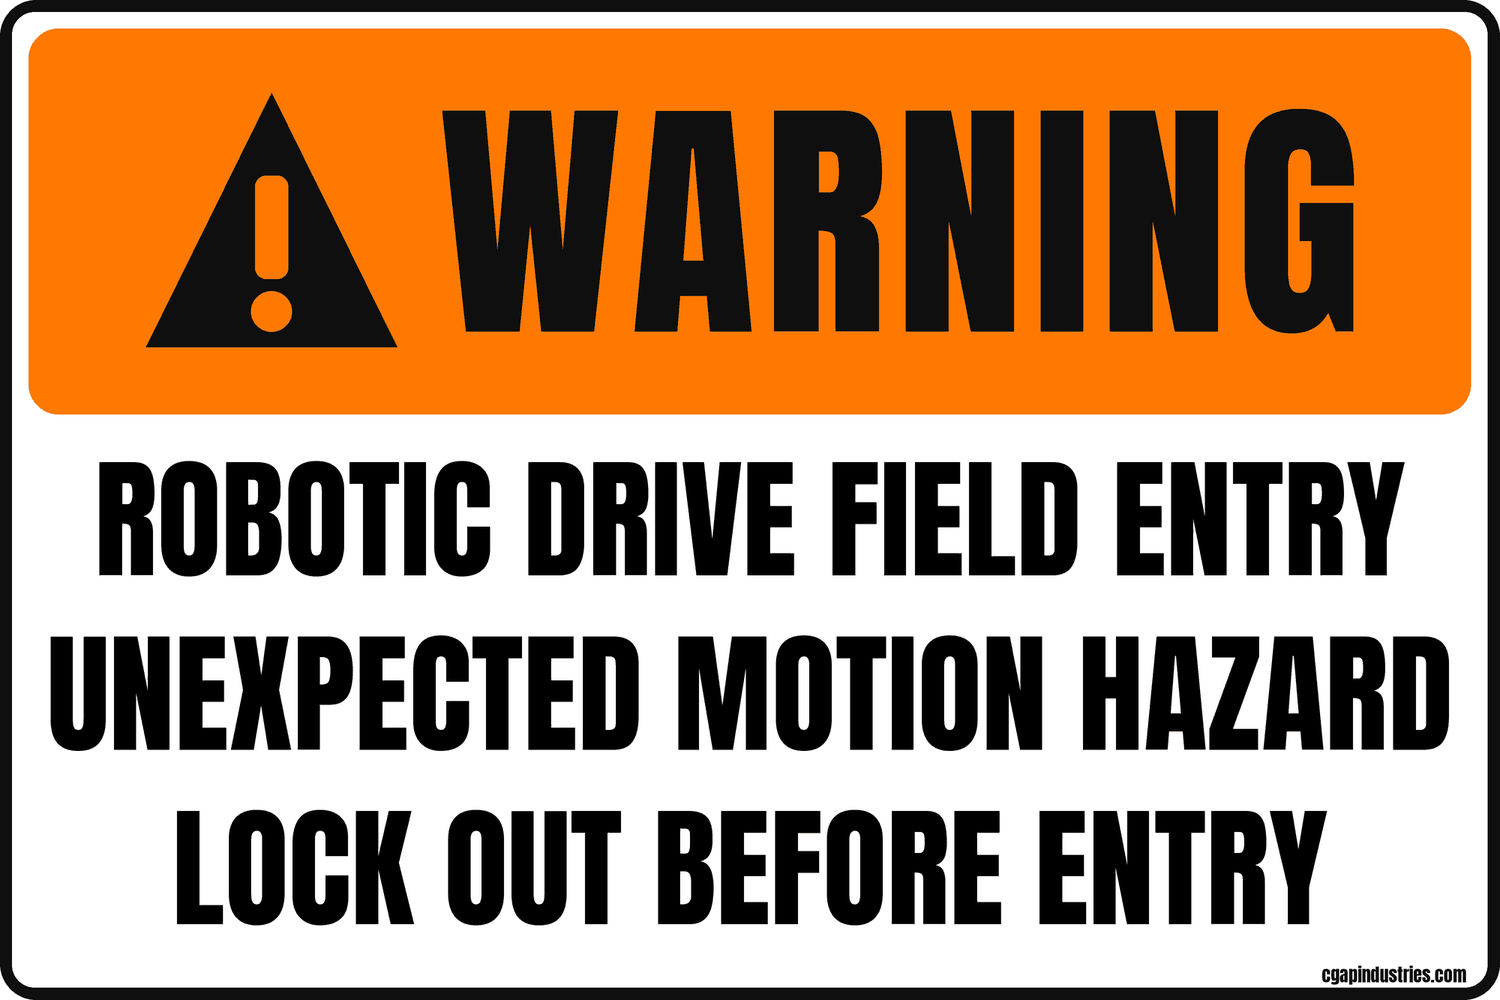 WARNING
ROBOTIC DRIVE FIELD ENTRY
UNEXPECTED MOTION HAZARD
LOCK OUT BEFORE ENTRY
cgapindustries.com